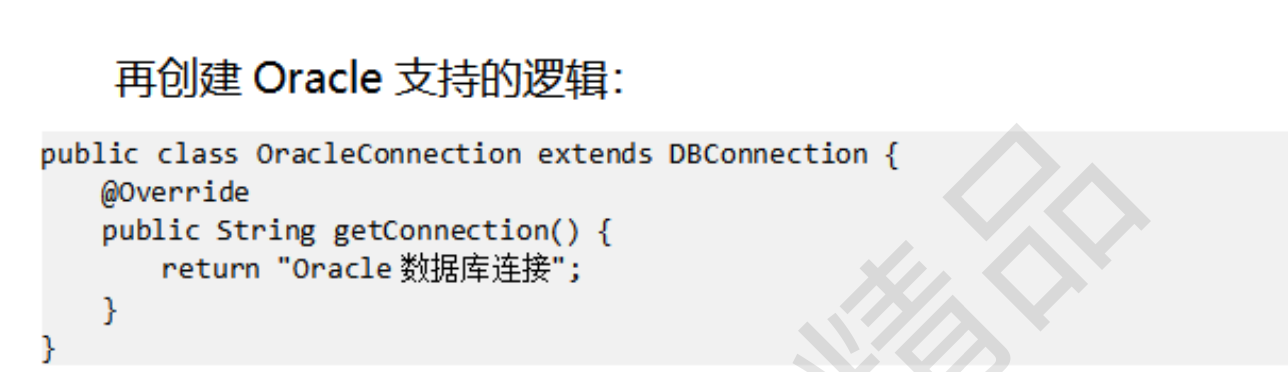 再创建 Oracle 支持的逻辑：
public class OracleConnection extends DBConnection {
@Override
public String getConnection() {
return "Oracle 数据库连接";
}
}
精品